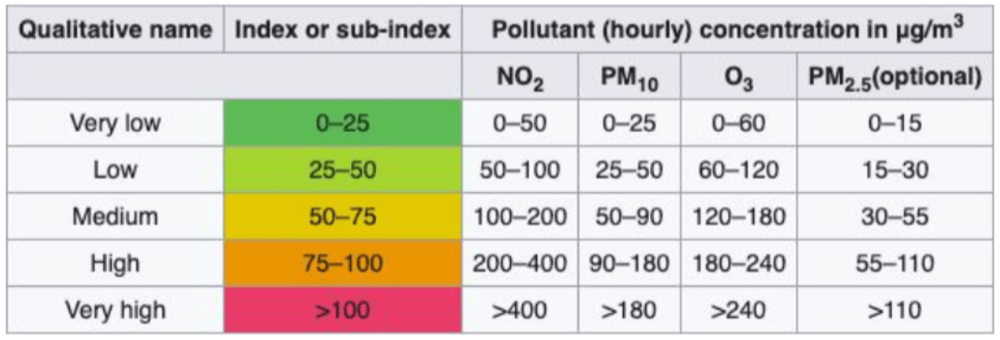 Qualitative name Index or sub-index Pollutant (hourly) concentration in µg/m³
NO₂ PM₁₀ O₃ PM₂.₅(optional)
Very low 0–25 0–50 0–25 0–60 0–15
Low 25–50 50–100 25–50 60–120 15–30
Medium 50–75 100–200 50–90 120–180 30–55
High 75–100 200–400 90–180 180–240 55–110
Very high >100 >400 >180 >240 >110